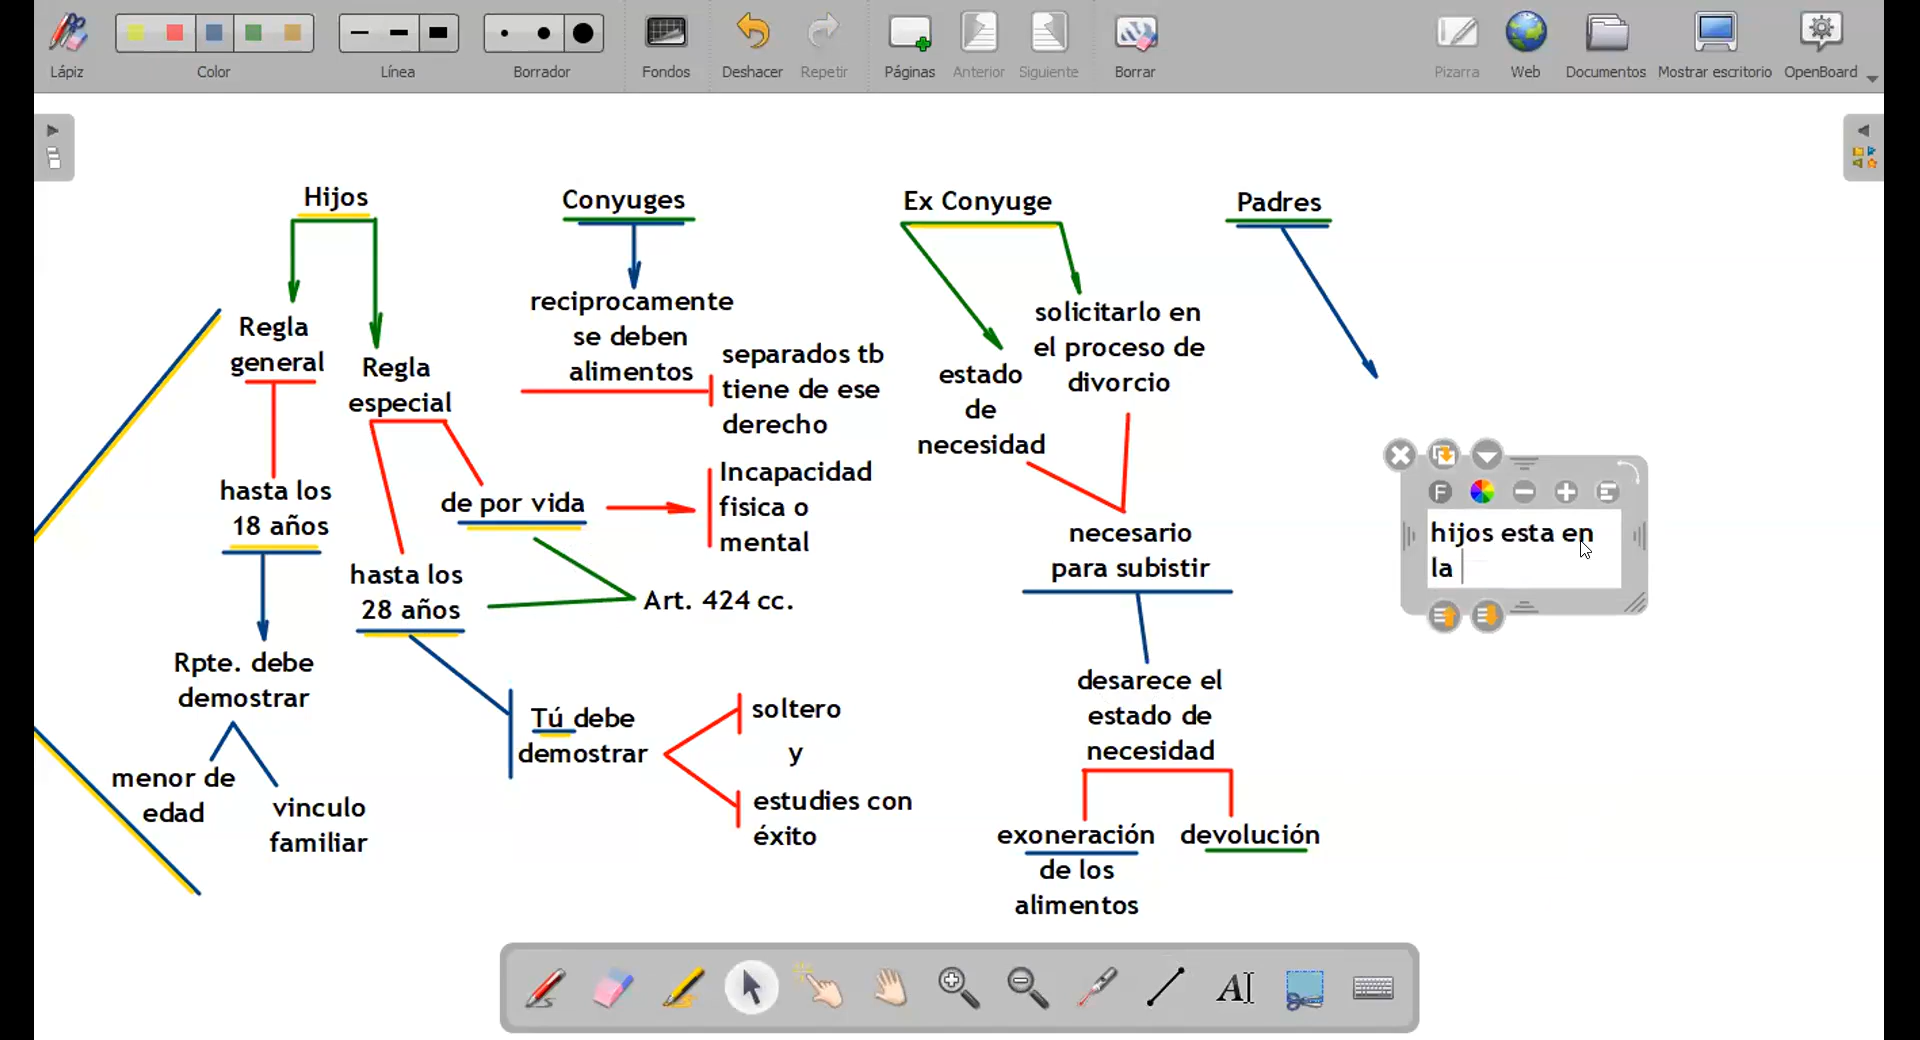 Lápiz
Color
Línea
Borrador
Fondos
Deshacer
Repetir
Páginas
Anterior
Siguiente
Borrar
Pizarra
Web
Documentos
Mostrar escritorio
OpenBoard
Hijos
Regla
general
hasta los
18 años
Rpte. debe
demostrar
menor de
edad
vinculo
familiar
Regla
especial
hasta los
28 años
de por vida
Incapacidad
fisica o
mental
Art. 424 cc.
Tú debe
demostrar
soltero
y
estudies con
éxito
Conyuges
reciprocamente
se deben
alimentos
separados tb
tiene de ese
derecho
Ex Conyuge
estado
de
necesidad
solicitarlo en
el proceso de
divorcio
necesario
para subistir
desarece el
estado de
necesidad
exoneración
de los
alimentos
devolución
Padres
F
hijos esta en
la
AI